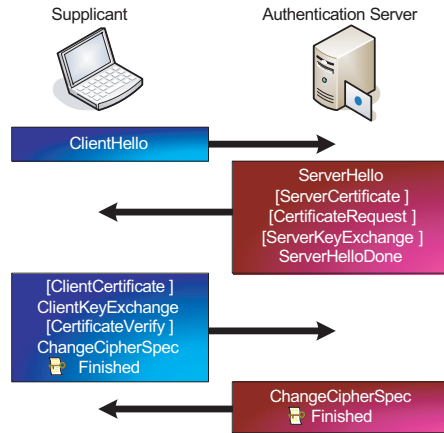 Supplicant
Authentication Server
ClientHello
ServerHello
[ServerCertificate ]
[CertificateRequest ]
[ServerKeyExchange ]
ServerHelloDone
[ClientCertificate ]
ClientKeyExchange
[CertificateVerify ]
ChangeCipherSpec
Finished
ChangeCipherSpec
Finished